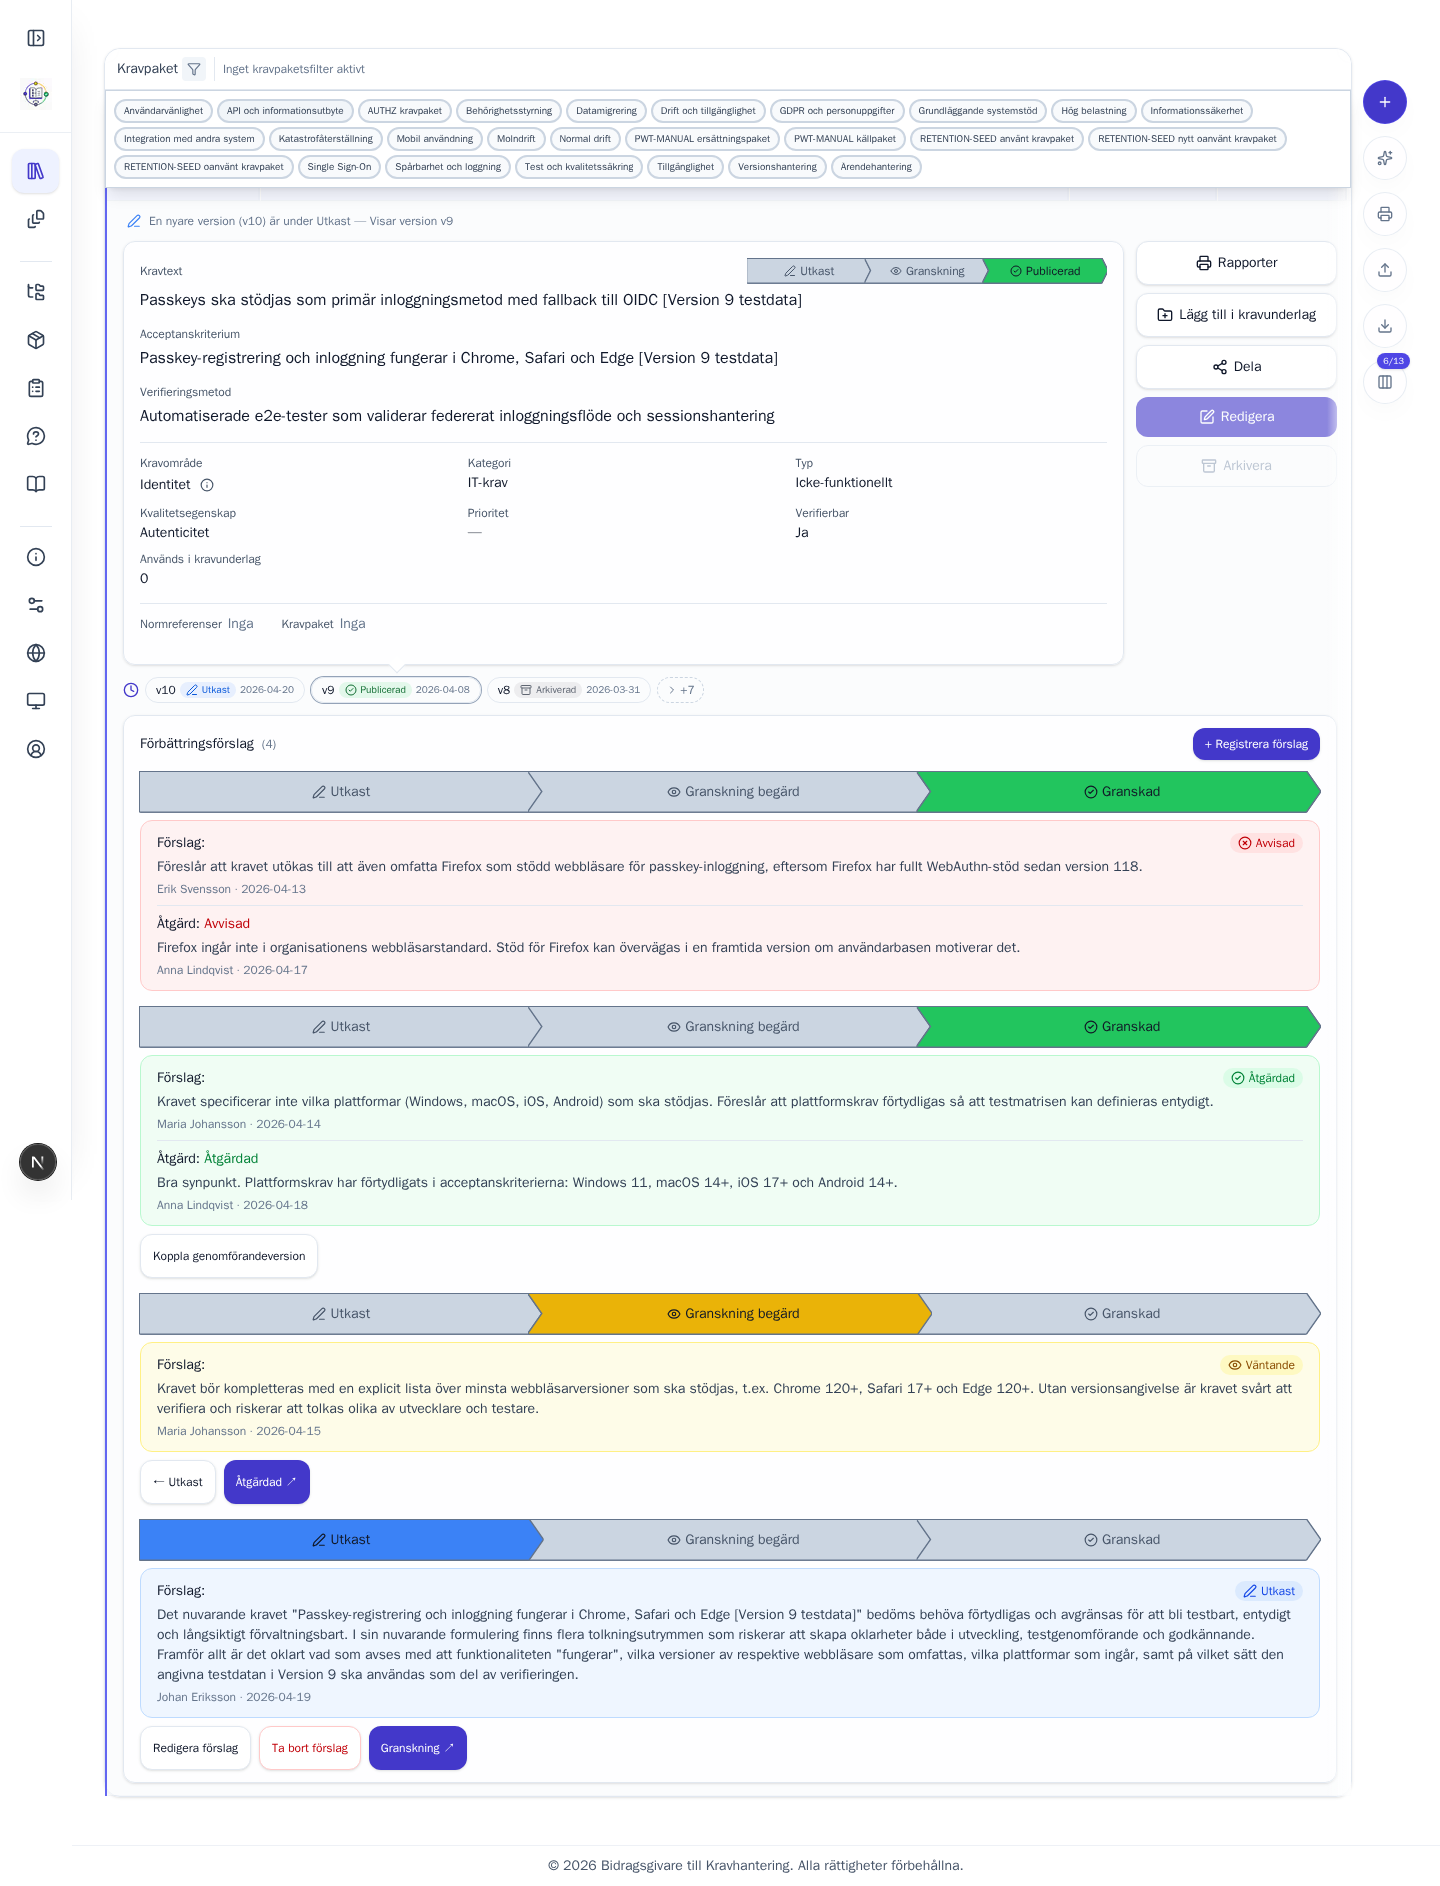 Kravpaket Inget kravpaketsfilter aktivt
Användarvänlighet API och informationsutbyte AUTHZ kravpaket Behörighetsstyrning Datamigrering Drift och tillgänglighet GDPR och personuppgifter Grundläggande systemstöd Hög belastning Informationssäkerhet
Integration med andra system Katastrofåterställning Mobil användning Molndrift Normal drift PWT-MANUAL ersättningspaket PWT-MANUAL källpaket RETENTION-SEED använt kravpaket RETENTION-SEED nytt oanvänt kravpaket
RETENTION-SEED oanvänt kravpaket Single Sign-On Spårbarhet och loggning Test och kvalitetssäkring Tillgänglighet Versionshantering Ärendehantering
6/13
En nyare version (v10) är under Utkast — Visar version v9
Kravtext Utkast Granskning Publicerad
Passkeys ska stödjas som primär inloggningsmetod med fallback till OIDC [Version 9 testdata]
Acceptanskriterium
Passkey-registrering och inloggning fungerar i Chrome, Safari och Edge [Version 9 testdata]
Verifieringsmetod
Automatiserade e2e-tester som validerar federerat inloggningsflöde och sessionshantering
Rapporter
Lägg till i kravunderlag
Dela
Redigera
Arkivera
Kravområde Kategori Typ
Identitet IT-krav Icke-funktionellt
Kvalitetsegenskap Prioritet Verifierbar
Autenticitet — Ja
Används i kravunderlag
0
Normreferenser Inga Kravpaket Inga
v10 Utkast 2026-04-20 v9 Publicerad 2026-04-08 v8 Arkiverad 2026-03-31 +7
Förbättringsförslag (4) + Registrera förslag
Utkast Granskning begärd Granskad
Förslag: Avvisad
Föreslår att kravet utökas till att även omfatta Firefox som stödd webbläsare för passkey-inloggning, eftersom Firefox har fullt WebAuthn-stöd sedan version 118.
Erik Svensson · 2026-04-13
Åtgärd: Avvisad
Firefox ingår inte i organisationens webbläsarstandard. Stöd för Firefox kan övervägas i en framtida version om användarbasen motiverar det.
Anna Lindqvist · 2026-04-17
Utkast Granskning begärd Granskad
Förslag: Åtgärdad
Kravet specificerar inte vilka plattformar (Windows, macOS, iOS, Android) som ska stödjas. Föreslår att plattformskrav förtydligas så att testmatrisen kan definieras entydigt.
Maria Johansson · 2026-04-14
Åtgärd: Åtgärdad
Bra synpunkt. Plattformskrav har förtydligats i acceptanskriterierna: Windows 11, macOS 14+, iOS 17+ och Android 14+.
Anna Lindqvist · 2026-04-18
Koppla genomförandeversion
Utkast Granskning begärd Granskad
Förslag: Väntande
Kravet bör kompletteras med en explicit lista över minsta webbläsarversioner som ska stödjas, t.ex. Chrome 120+, Safari 17+ och Edge 120+. Utan versionsangivelse är kravet svårt att
verifiera och riskerar att tolkas olika av utvecklare och testare.
Maria Johansson · 2026-04-15
← Utkast Åtgärdad ↗
Utkast Granskning begärd Granskad
Förslag: Utkast
Det nuvarande kravet "Passkey-registrering och inloggning fungerar i Chrome, Safari och Edge [Version 9 testdata]" bedöms behöva förtydligas och avgränsas för att bli testbart, entydigt
och långsiktigt förvaltningsbart. I sin nuvarande formulering finns flera tolkningsutrymmen som riskerar att skapa oklarheter både i utveckling, testgenomförande och godkännande.
Framför allt är det oklart vad som avses med att funktionaliteten "fungerar", vilka versioner av respektive webbläsare som omfattas, vilka plattformar som ingår, samt på vilket sätt den
angivna testdatan i Version 9 ska användas som del av verifieringen.
Johan Eriksson · 2026-04-19
Redigera förslag Ta bort förslag Granskning ↗
© 2026 Bidragsgivare till Kravhantering. Alla rättigheter förbehållna.